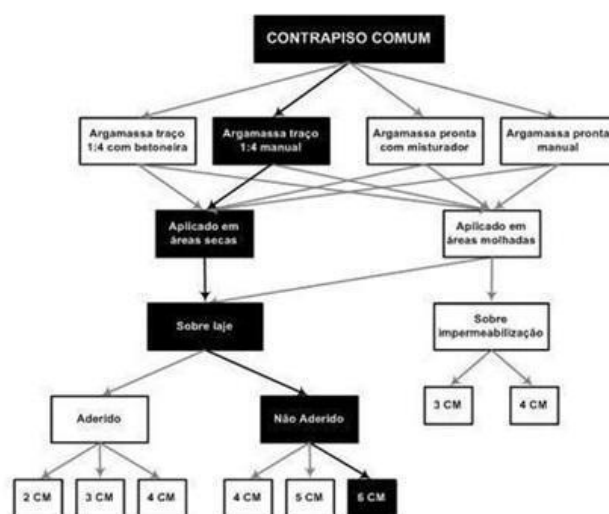 CONTRAPISO COMUM
Argamassa traço
1:4 com betoneira
Argamassa traço
1:4 manual
Argamassa pronta
com misturador
Argamassa pronta
manual
Aplicado em
áreas secas
Aplicado em
áreas molhadas
Sobre laje
Sobre
impermeabilização
3 CM
4 CM
Aderido
Não Aderido
2 CM
3 CM
4 CM
4 CM
5 CM
6 CM